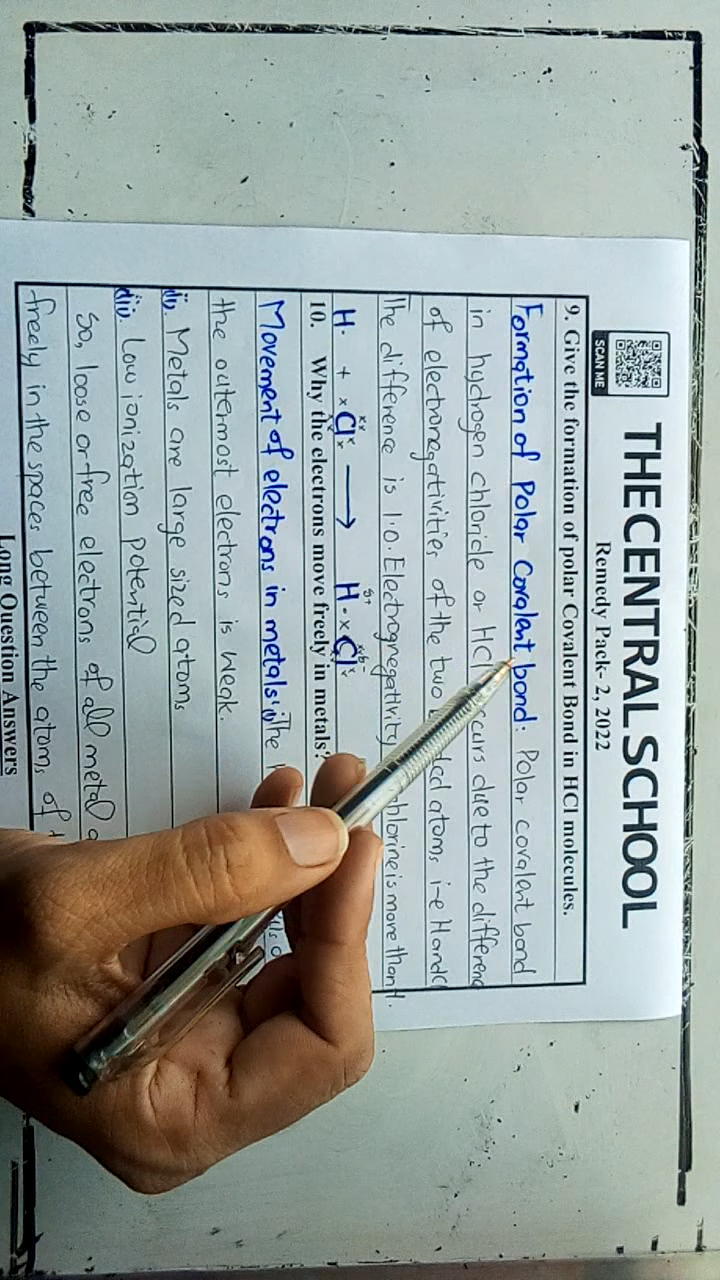 THE CENTRAL SCHOOL
SCAN ME
Remedy Pack- 2, 2022
9. Give the formation of polar Covalent Bond in HCl molecules.
Formation of Polar Covalent bond: Polar covalent bond
in hydrogen chloride or HCl occurs due to the differenc
of electronegativities of the two atoms i-e H and Cl
The difference is 1.0. Electrognegativity chlorine is more than H.
H· + ×Cl× ⟶ H·×Cl×
10. Why the electrons move freely in metals?
Movement of electrons in metals: i) The
the outermost electrons is weak.
ii). Metals are large sized atoms
iii). Low ionization potential
So, loose or free electrons of all metal a
freely in the spaces between the atoms of t
Long Question Answers